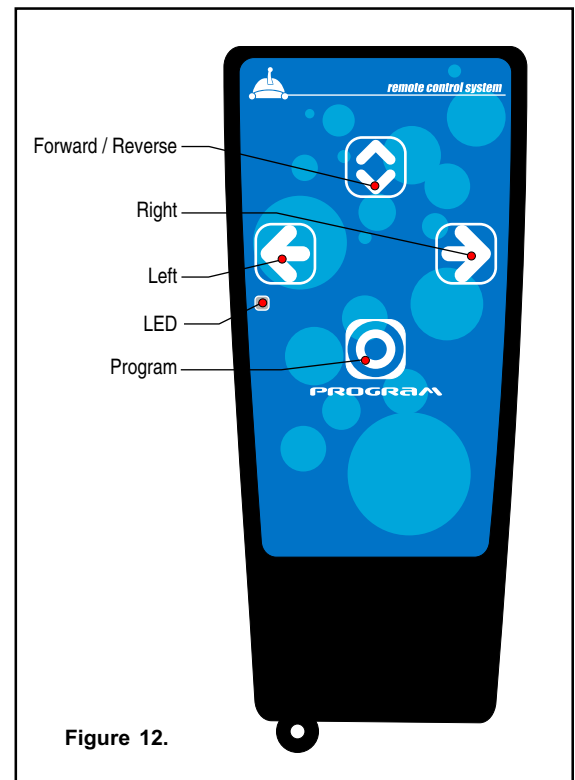 remote control system
Forward / Reverse
Right
Left
LED
Program
PROGRAM
Figure 12.